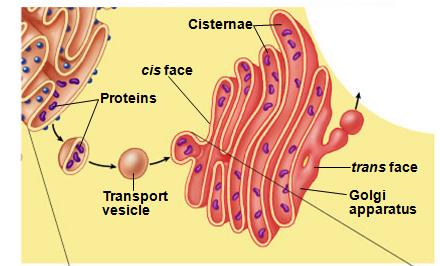 Cisternae
cis face
Proteins
Transport
vesicle
trans face
Golgi
apparatus